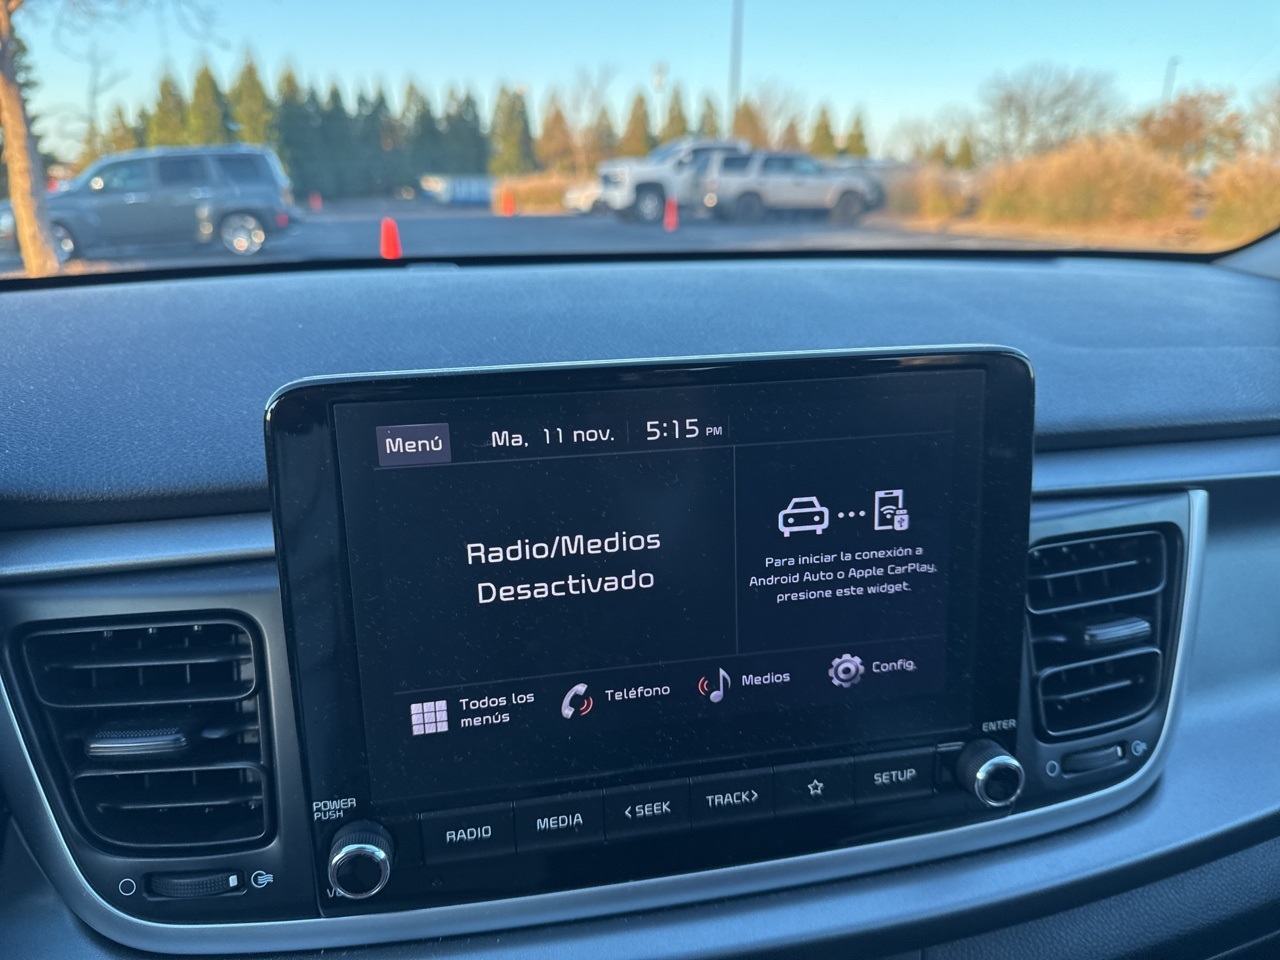 Menú
Ma, 11 nov.
5:15 PM
Radio/Medios
Desactivado
Para iniciar la conexión a
Android Auto o Apple CarPlay,
presione este widget.
Todos los
menús
Teléfono
Medios
Config.
POWER
PUSH
RADIO
MEDIA
<SEEK
TRACK>
☆
SETUP
ENTER